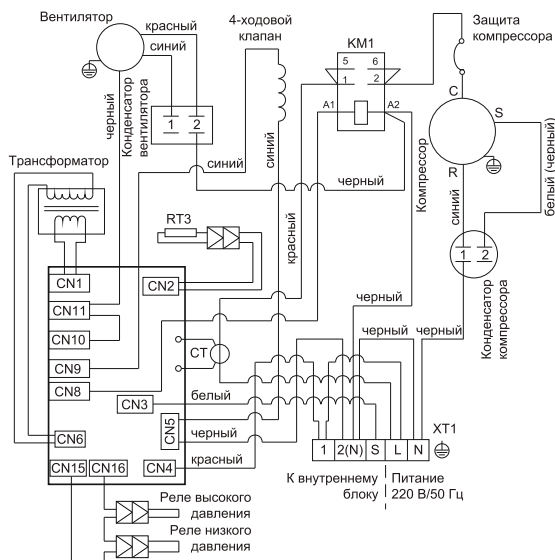 Вентилятор
красный
синий
4-ходовой
клапан
KM1
Защита
компрессора
5 6
1 2
A1 A2
C
S
R
черный
Конденсатор
вентилятора
1 2
синий
синий
черный
Компрессор
белый (черный)
синий
1 2
Конденсатор
компрессора
Трансформатор
RT3
красный
CN1
CN2
CN11
CN10
CN9
CN8
CT
CN3
белый
CN5
черный
CN6
CN4
красный
CN15 CN16
черный
черный
черный
XT1
1 2(N) S L N
К внутреннему
блоку
Питание
220 В/50 Гц
Реле высокого
давления
Реле низкого
давления